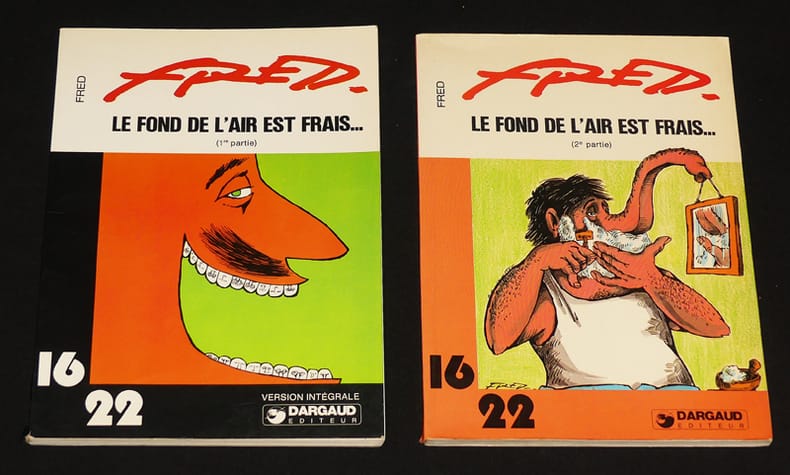 FRED
FRED.
LE FOND DE L'AIR EST FRAIS...
(1re partie)
16
22
VERSION INTÉGRALE
DARGAUD
EDITEUR
FRED
FRED.
LE FOND DE L'AIR EST FRAIS...
(2e partie)
FRED
16
22
DARGAUD
EDITEUR